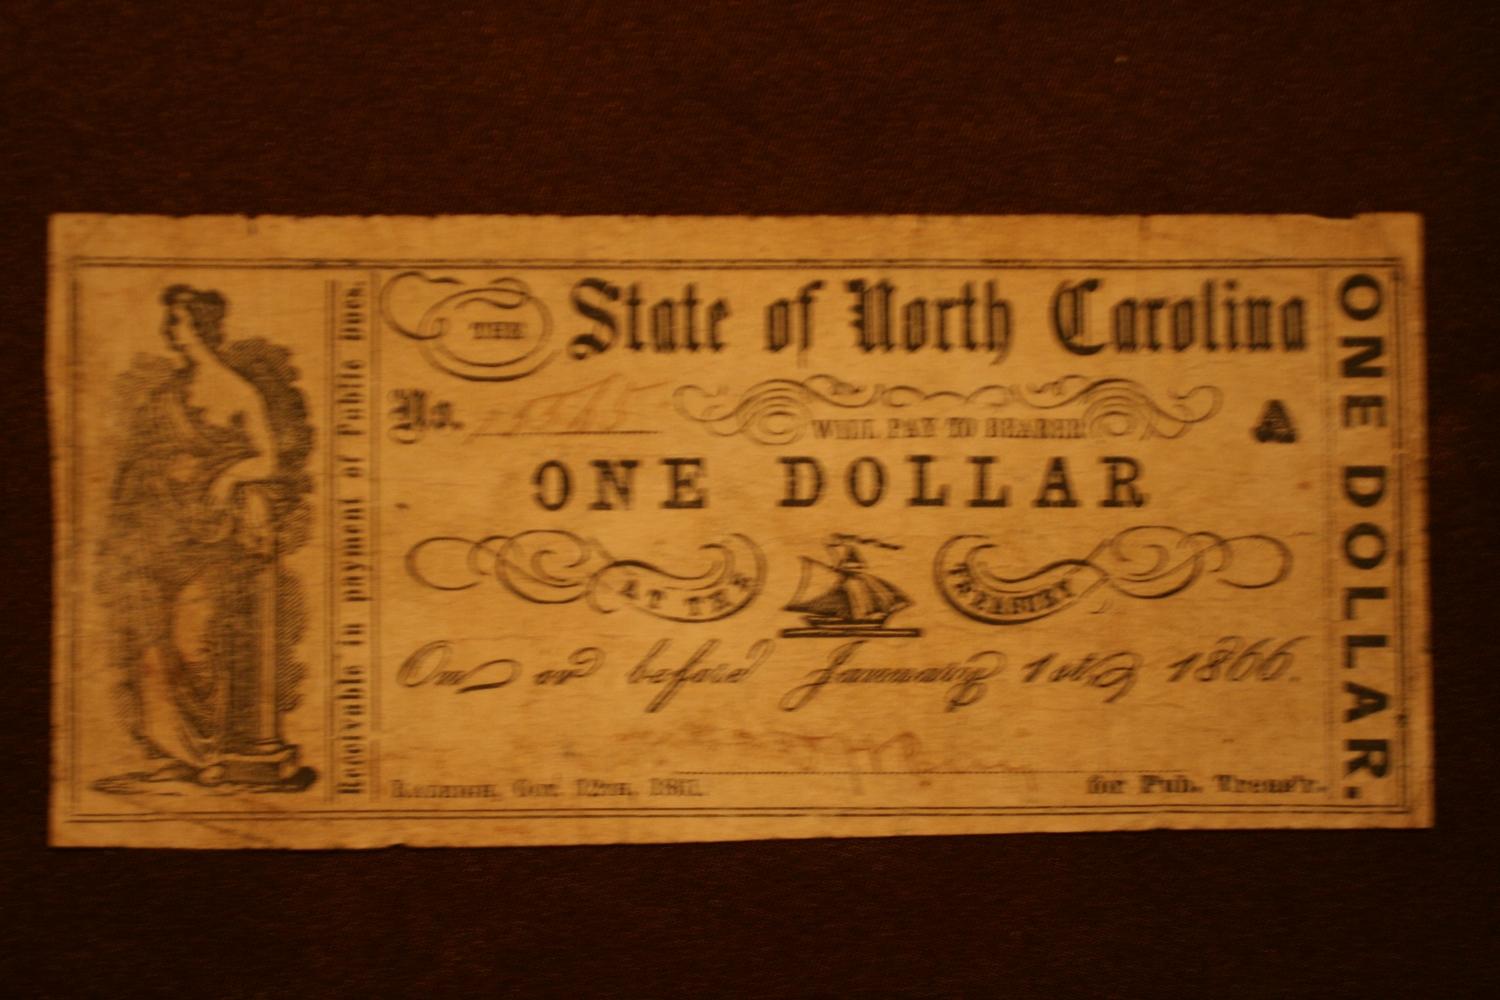 THE State of North Carolina
No.
WILL PAY TO BEARER
A
ONE DOLLAR
AT THE TREASURY
On or before January 1st, 1866.
Raleigh, Oct. 12th, 1861.
for Pub. Treas'r.
Receivable in payment of Public Dues.
ONE DOLLAR.